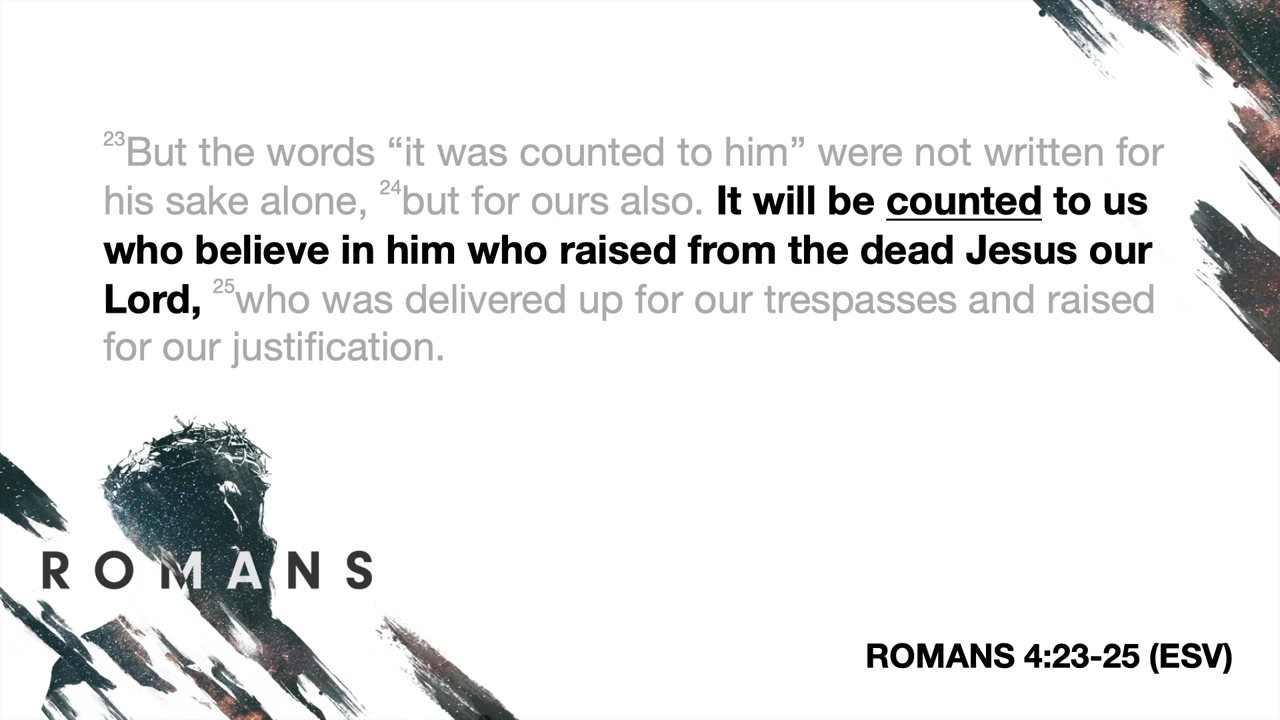 23But the words “it was counted to him” were not written for
his sake alone, 24but for ours also. It will be counted to us
who believe in him who raised from the dead Jesus our
Lord, 25who was delivered up for our trespasses and raised
for our justification.
ROMANS
ROMANS 4:23-25 (ESV)